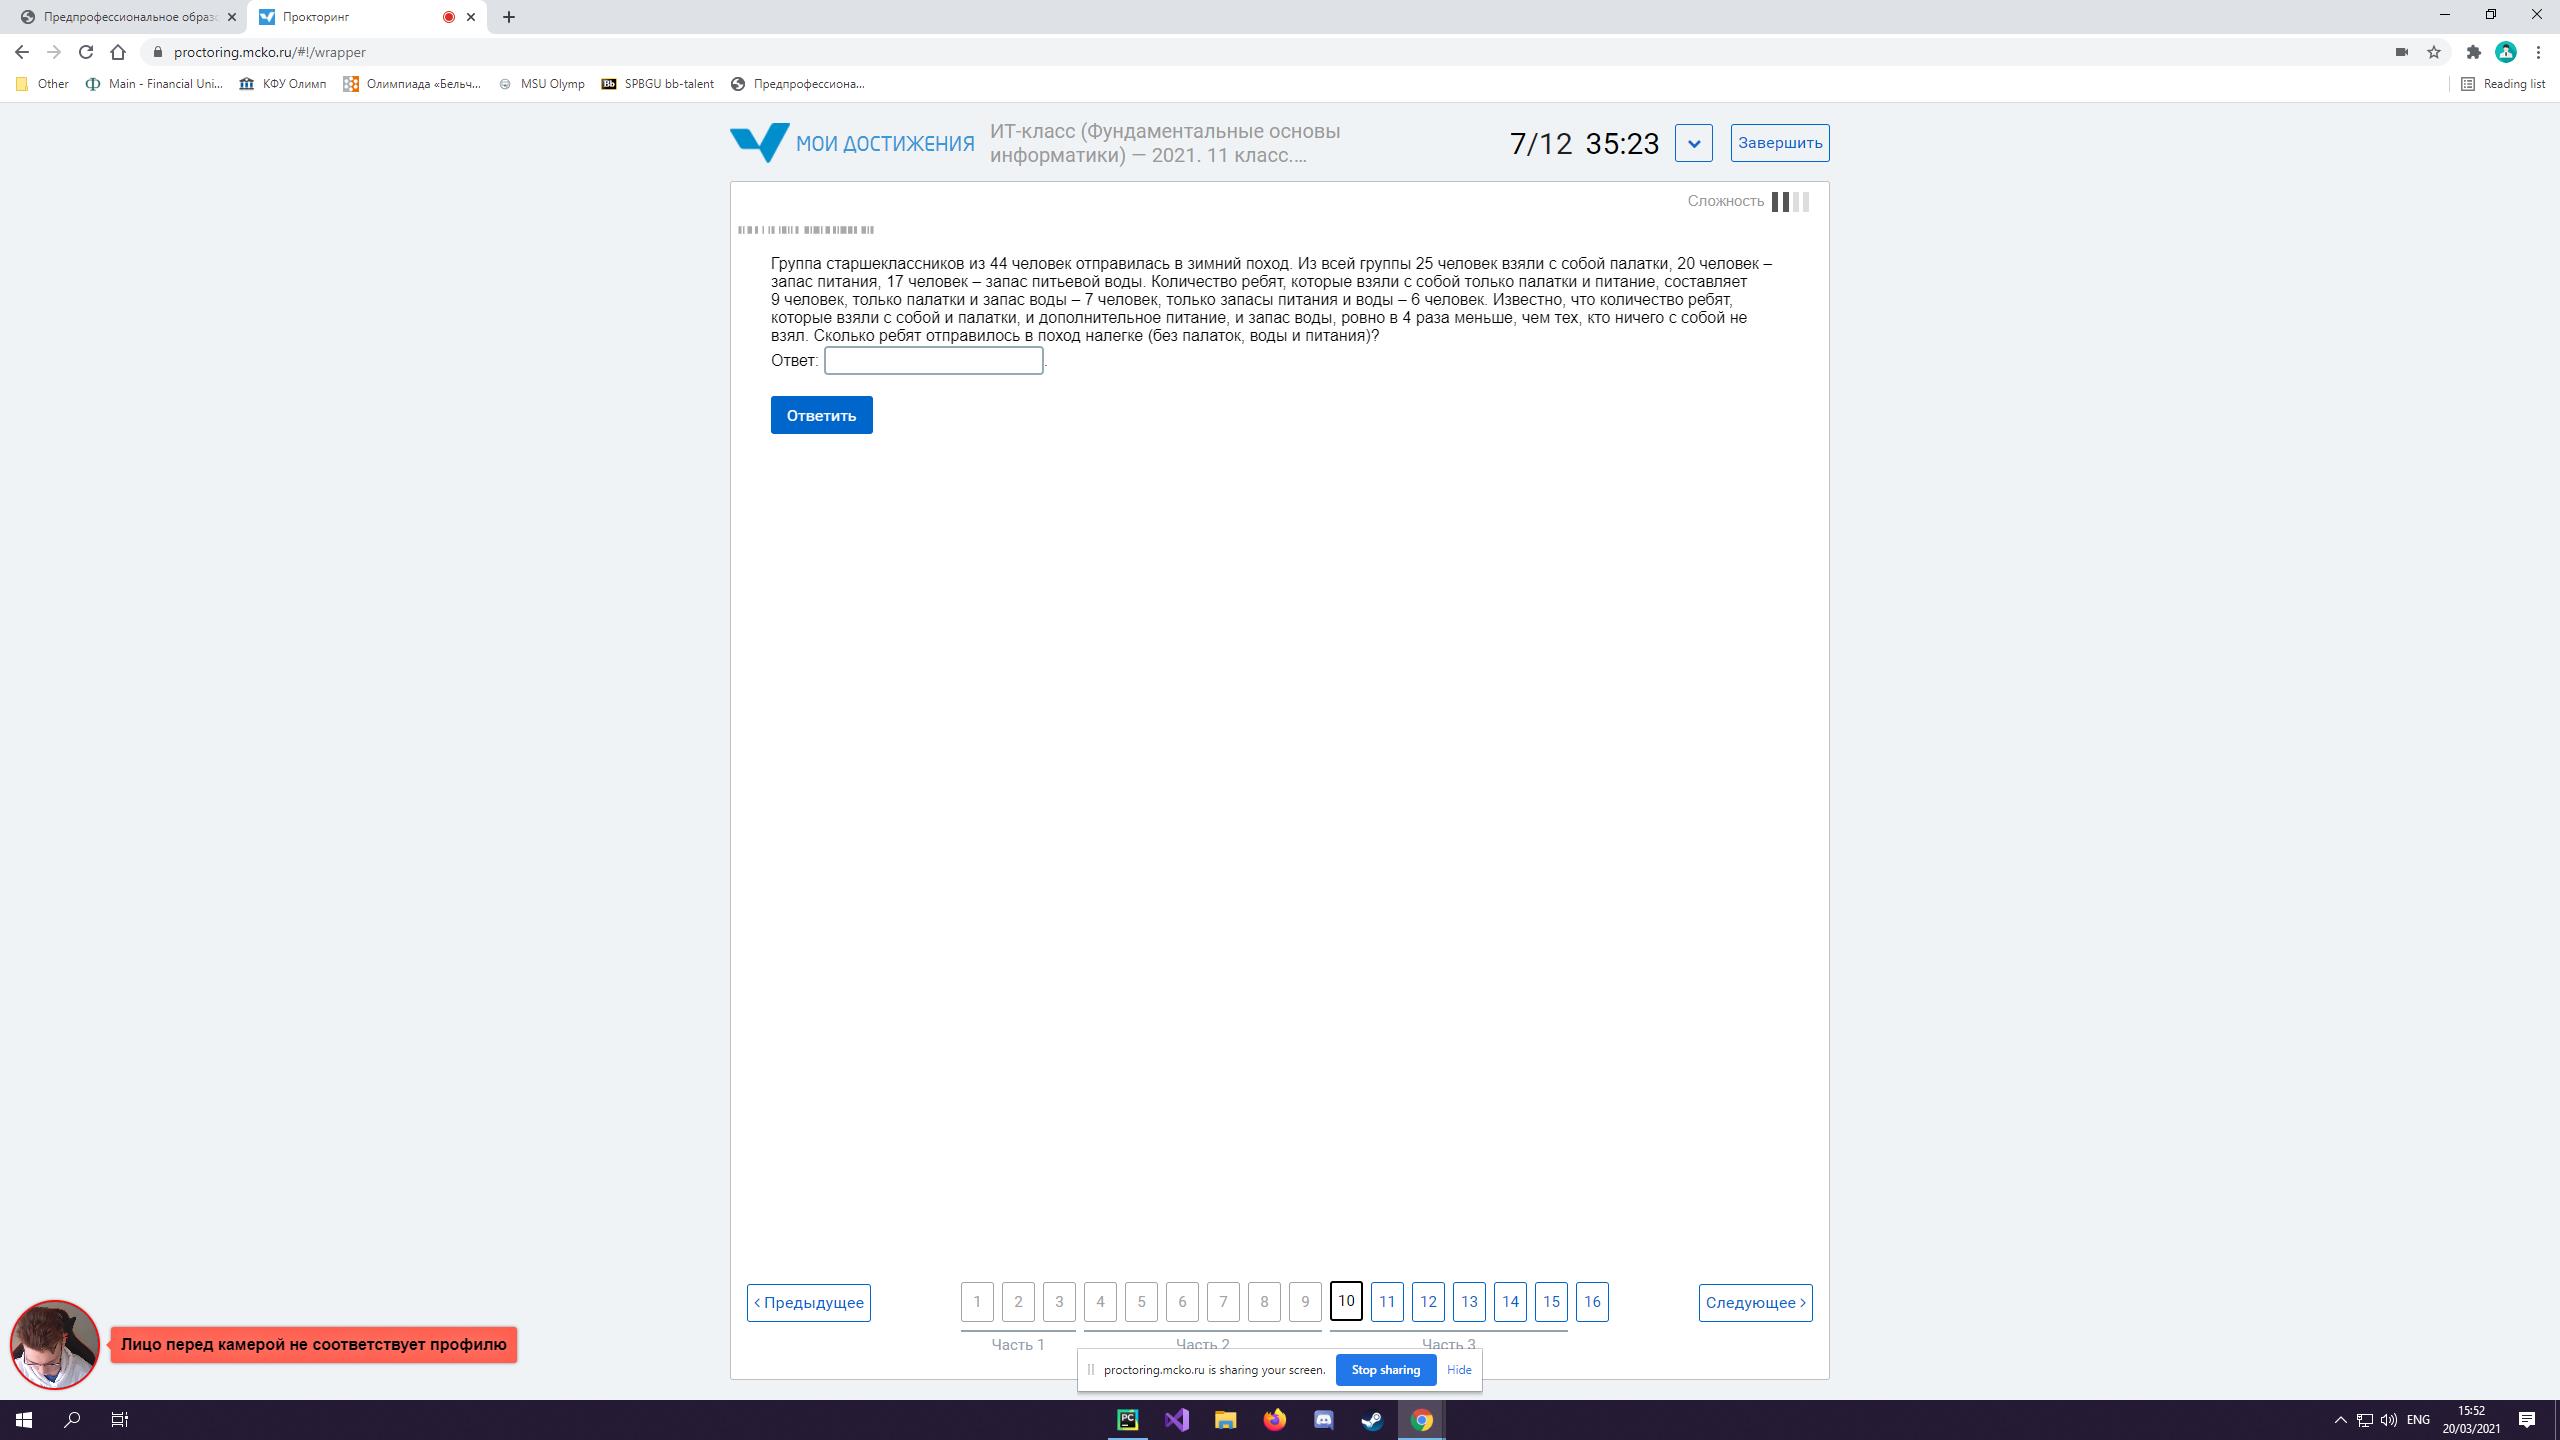 Предпрофессиональное образо
Прокторинг
proctoring.mcko.ru/#!/wrapper
Other
Main - Financial Uni...
КФУ Олимп
Олимпиада «Бельч...
MSU Olymp
Bb
SPBGU bb-talent
Предпрофессиона...
Reading list
МОИ ДОСТИЖЕНИЯ
ИТ-класс (Фундаментальные основы
информатики) — 2021. 11 класс....
7/12 35:23
Завершить
Сложность
Группа старшеклассников из 44 человек отправилась в зимний поход. Из всей группы 25 человек взяли с собой палатки, 20 человек –
запас питания, 17 человек – запас питьевой воды. Количество ребят, которые взяли с собой только палатки и питание, составляет
9 человек, только палатки и запас воды – 7 человек, только запасы питания и воды – 6 человек. Известно, что количество ребят,
которые взяли с собой и палатки, и дополнительное питание, и запас воды, ровно в 4 раза меньше, чем тех, кто ничего с собой не
взял. Сколько ребят отправилось в поход налегке (без палаток, воды и питания)?
Ответ: .
Ответить
‹ Предыдущее
1 2 3 4 5 6 7 8 9 10 11 12 13 14 15 16
Следующее ›
Часть 1
Часть 2
Часть 3
Лицо перед камерой не соответствует профилю
proctoring.mcko.ru is sharing your screen.
Stop sharing
Hide
PC
ENG
15:52
20/03/2021